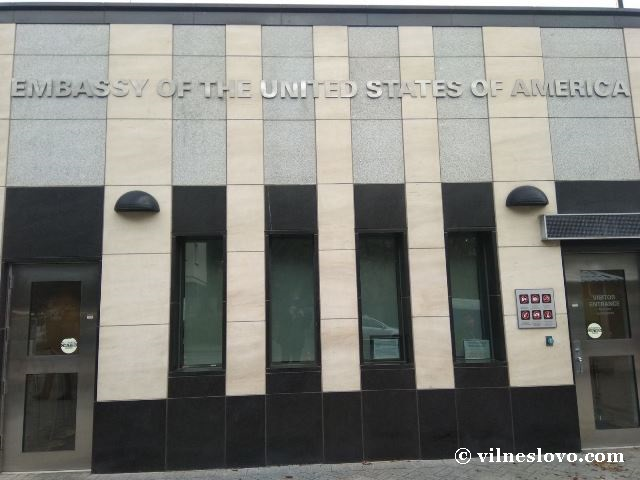 EMBASSY OF THE UNITED STATES OF AMERICA
VISITOR
ENTRANCE
© vilneslovo.com